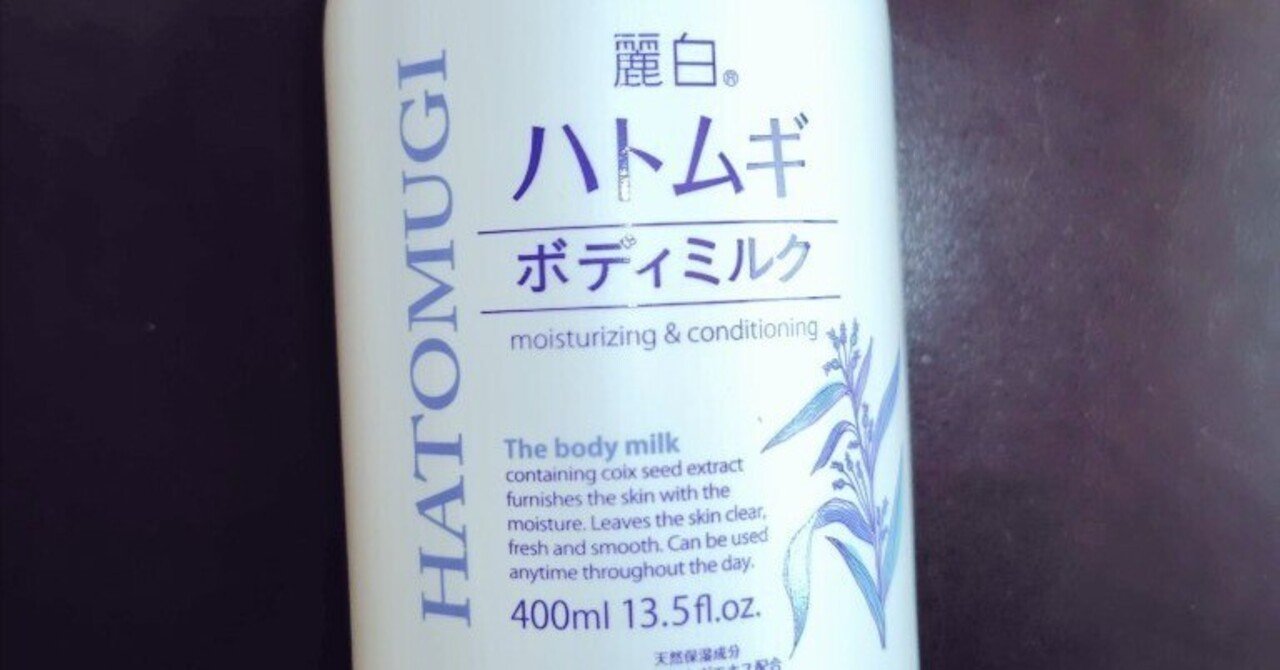 HATOMUGI
麗白®
ハトムギ
ボディミルク
moisturizing & conditioning
The body milk
containing coix seed extract
furnishes the skin with the
moisture. Leaves the skin clear,
fresh and smooth. Can be used
anytime throughout the day.
400ml 13.5fl.oz.
天然保湿成分
配合